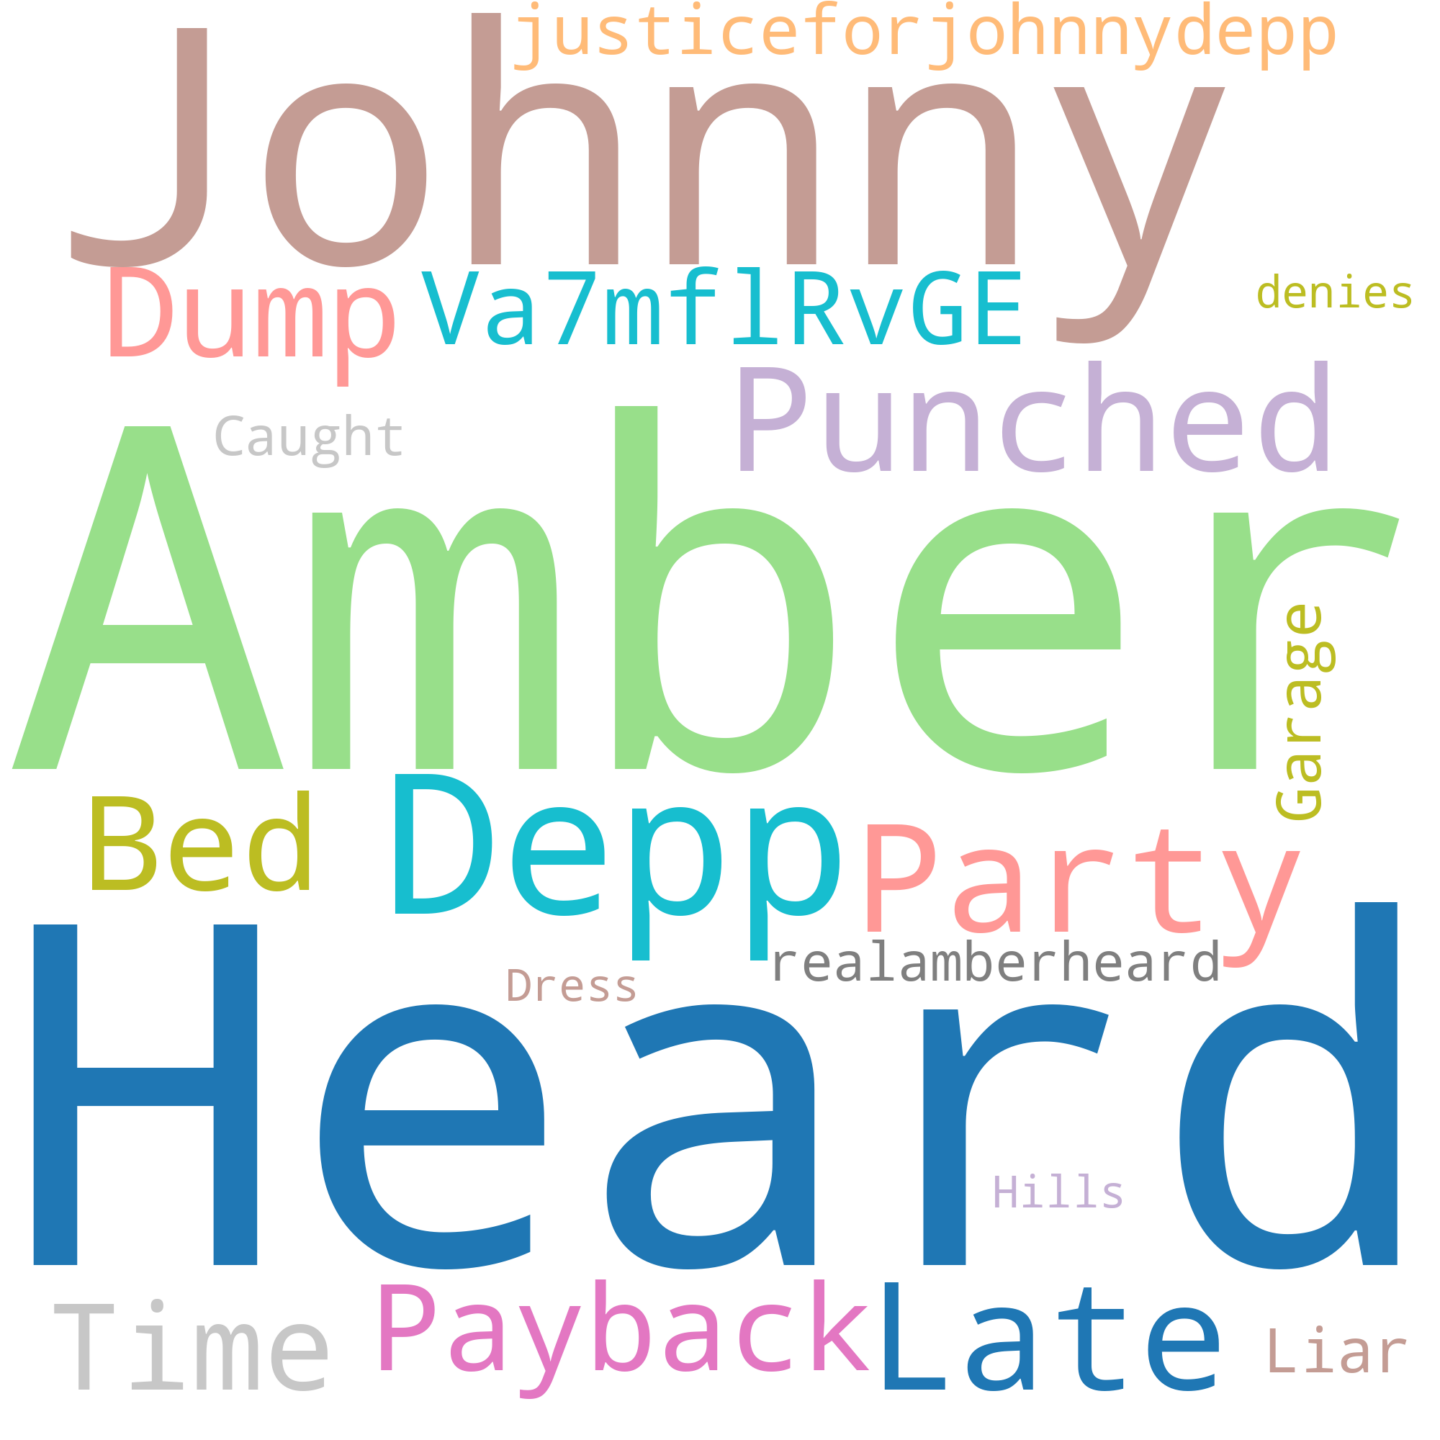 justiceforjohnnydepp
Johnny
Dump
Va7mflRvGE
denies
Punched
Caught
Amber
Garage
Bed
Depp
Party
realamberheard
Dress
Heard
Hills
Time
Payback
Late
Liar